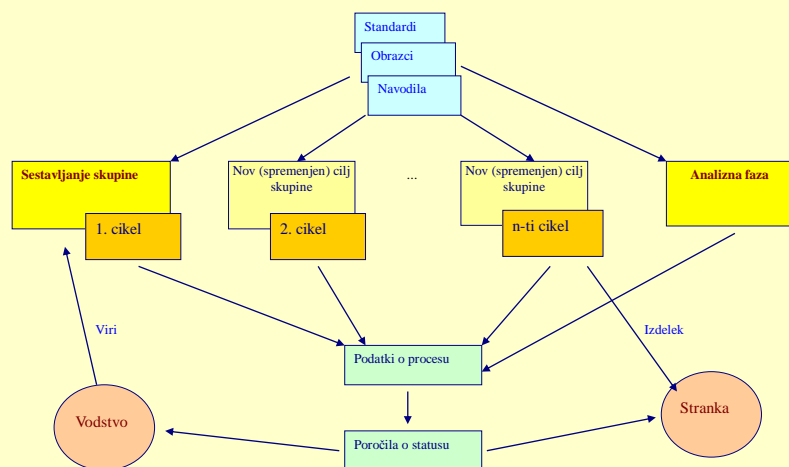 Standardi
Obrazci
Navodila
Sestavljanje skupine
1. cikel
Nov (spremenjen) cilj
skupine
2. cikel
...
Nov (spremenjen) cilj
skupine
n-ti cikel
Analizna faza
Viri
Izdelek
Podatki o procesu
Vodstvo
Stranka
Poročila o statusu